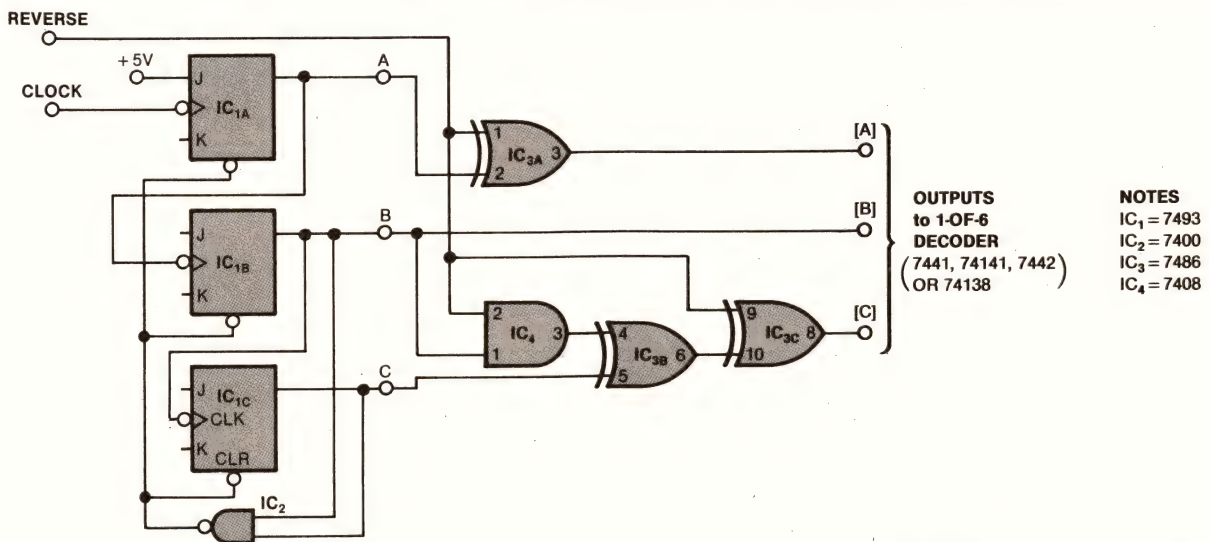 REVERSE
+5V
CLOCK
J
IC1A
K
A
J
IC1B
K
B
J
IC1C
CLK
K
CLR
C
IC2
1
2
IC3A
3
2
1
IC4
3
4
5
IC3B
6
9
10
IC3C
8
[A]
[B]
[C]
OUTPUTS
to 1-OF-6
DECODER
(7441, 74141, 7442)
OR 74138
NOTES
IC1 = 7493
IC2 = 7400
IC3 = 7486
IC4 = 7408